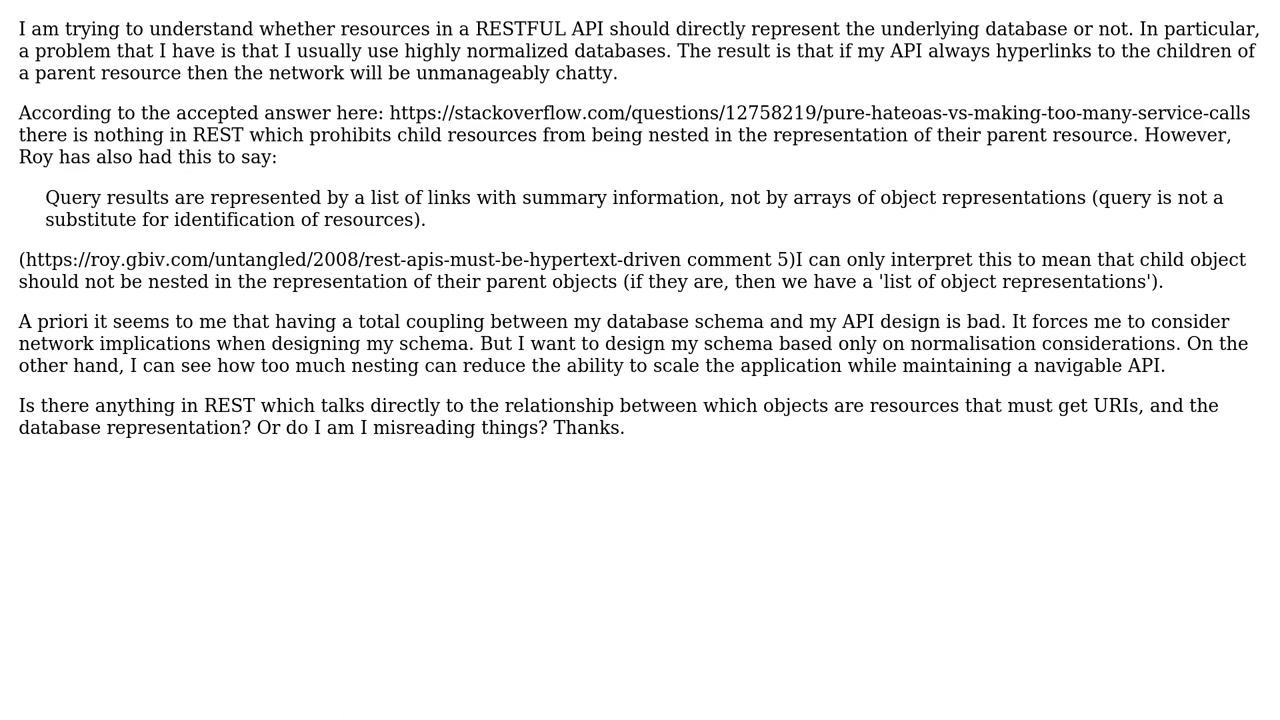 I am trying to understand whether resources in a RESTFUL API should directly represent the underlying database or not. In particular,
a problem that I have is that I usually use highly normalized databases. The result is that if my API always hyperlinks to the children of
a parent resource then the network will be unmanageably chatty.
According to the accepted answer here: https://stackoverflow.com/questions/12758219/pure-hateoas-vs-making-too-many-service-calls
there is nothing in REST which prohibits child resources from being nested in the representation of their parent resource. However,
Roy has also had this to say:
Query results are represented by a list of links with summary information, not by arrays of object representations (query is not a
substitute for identification of resources).
(https://roy.gbiv.com/untangled/2008/rest-apis-must-be-hypertext-driven comment 5)I can only interpret this to mean that child object
should not be nested in the representation of their parent objects (if they are, then we have a 'list of object representations').
A priori it seems to me that having a total coupling between my database schema and my API design is bad. It forces me to consider
network implications when designing my schema. But I want to design my schema based only on normalisation considerations. On the
other hand, I can see how too much nesting can reduce the ability to scale the application while maintaining a navigable API.
Is there anything in REST which talks directly to the relationship between which objects are resources that must get URIs, and the
database representation? Or do I am I misreading things? Thanks.